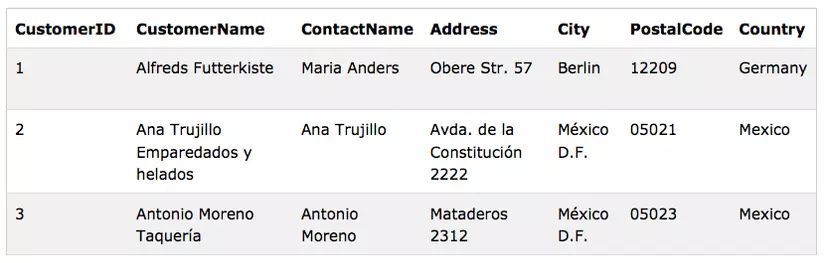 CustomerID CustomerName ContactName Address City PostalCode Country
1 Alfreds Futterkiste Maria Anders Obere Str. 57 Berlin 12209 Germany
2 Ana Trujillo Ana Trujillo Avda. de la México 05021 Mexico
Emparedados y Constitución D.F.
helados 2222
3 Antonio Moreno Antonio Mataderos México 05023 Mexico
Taquería Moreno 2312 D.F.